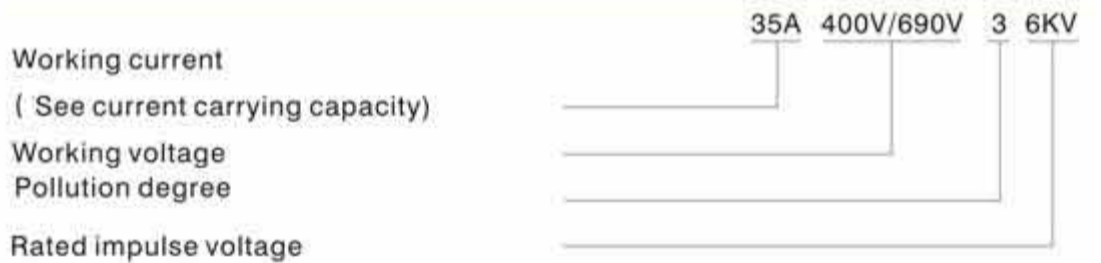 35A 400V/690V 3 6KV
Working current
( See current carrying capacity)
Working voltage
Pollution degree
Rated impulse voltage